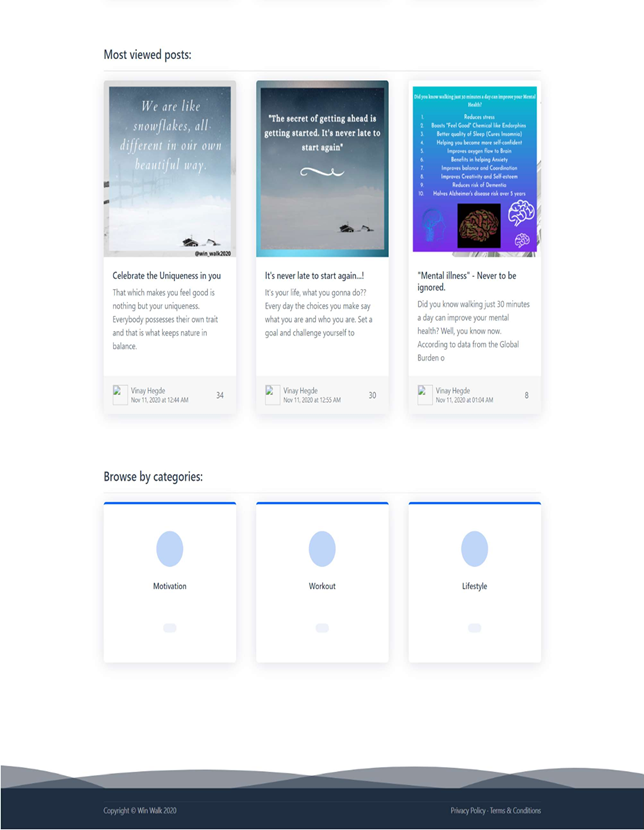 Most viewed posts:
We are like
snowflakes, all
different in our own
beautiful way.
@win_walk2020
Celebrate the Uniqueness in you
That which makes you feel good is
nothing but your uniqueness.
Everybody possesses their own trait
and that is what keeps nature in
balance.
Vinay Hegde
Nov 11, 2020 at 12:44 AM
34
"The secret of getting ahead is
getting started. It's never late to
start again"
It's never late to start again...!
It's your life, what you gonna do??
Every day the choices you make say
what you are and who you are. Set a
goal and challenge yourself to
Vinay Hegde
Nov 11, 2020 at 12:55 AM
30
Did you know walking just 30 minutes a day can improve your Mental
Health?
1. Reduces stress
2. Boosts "Feel Good" Chemical like Endorphins
3. Better quality of Sleep (Cures Insomnia)
4. Helping you become more self-confident
5. Improves oxygen flow to Brain
6. Benefits in helping Anxiety
7. Improves balance and Coordination
8. Improves Creativity and Self-esteem
9. Reduces risk of Dementia
10. Halves Alzheimer's disease risk over 5 years
"Mental illness" - Never to be
ignored.
Did you know walking just 30 minutes
a day can improve your mental
health? Well, you know now.
According to data from the Global
Burden o
Vinay Hegde
Nov 11, 2020 at 01:04 AM
8
Browse by categories:
Motivation
Workout
Lifestyle
Copyright © Win Walk 2020
Privacy Policy · Terms & Conditions